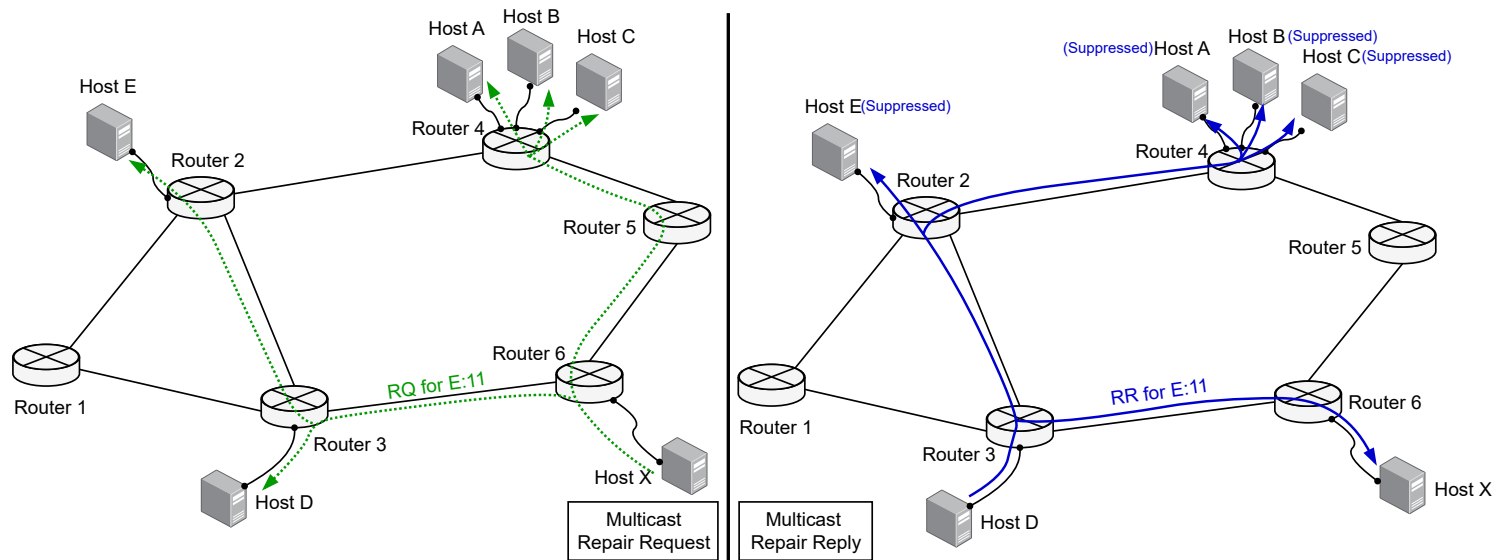 Host B
Host A
Host C
Host E
Router 4
Router 2
Router 5
Router 6
RQ for E:11
Router 1
Router 3
Host X
Host D
Multicast
Repair Request
Host B (Suppressed)
(Suppressed) Host A
Host C (Suppressed)
Host E (Suppressed)
Router 4
Router 2
Router 5
RR for E:11
Router 6
Router 1
Router 3
Host X
Host D
Multicast
Repair Reply